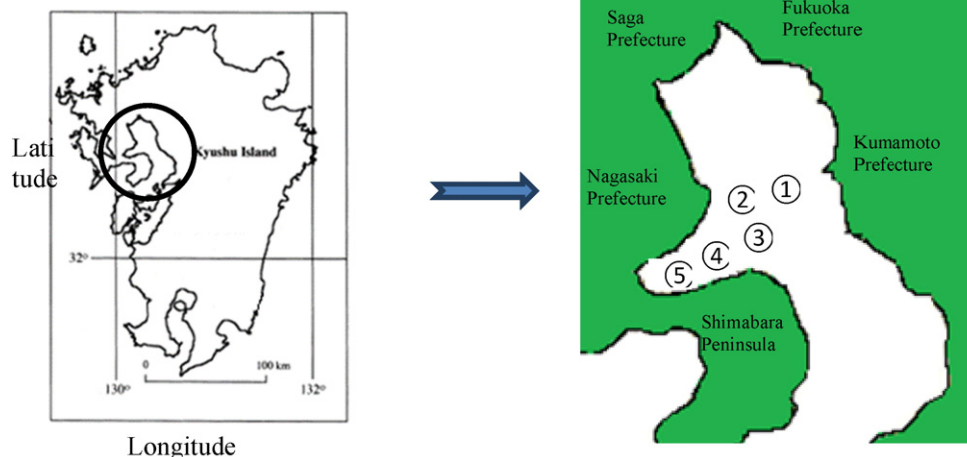 Lati
tude
Kyushu Island
32°
0
100 km
130°
132°
Longitude
Saga
Prefecture
Fukuoka
Prefecture
Kumamoto
Prefecture
Nagasaki
Prefecture
①
②
③
④
⑤
Shimabara
Peninsula